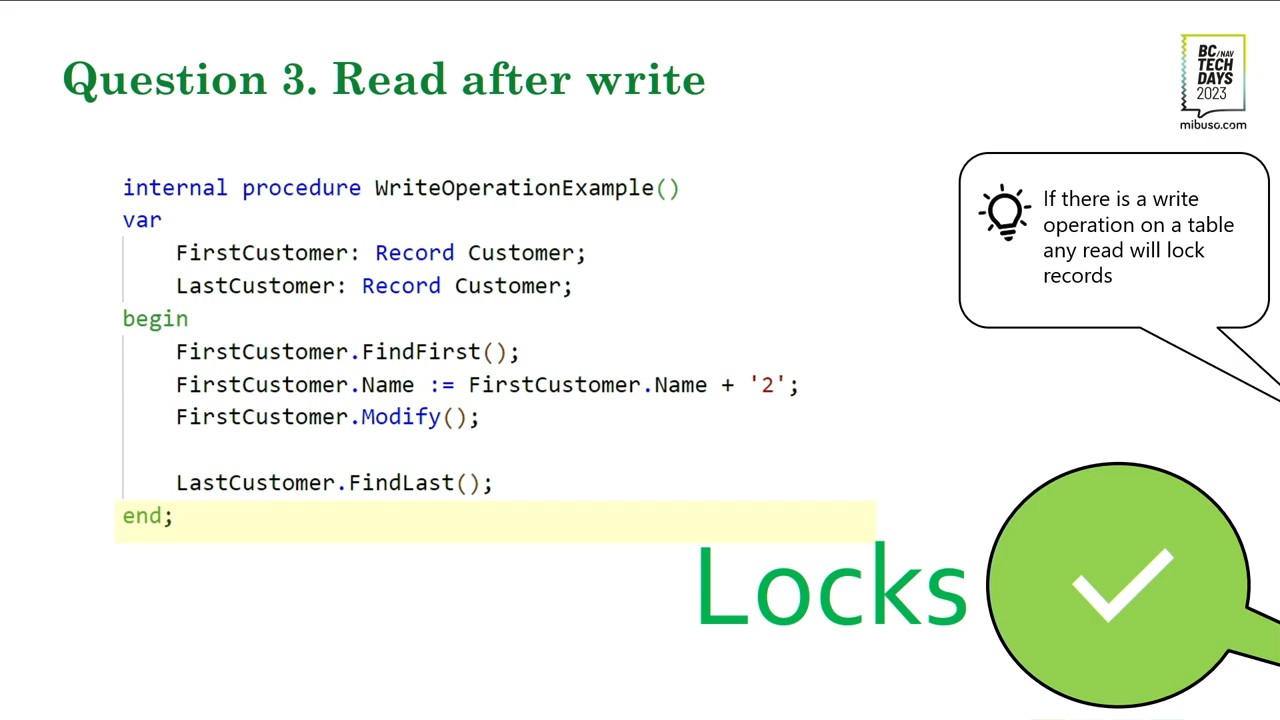 Question 3. Read after write
BC/NAV
TECH
DAYS
2023
mibuso.com
internal procedure WriteOperationExample()
var
FirstCustomer: Record Customer;
LastCustomer: Record Customer;
begin
FirstCustomer.FindFirst();
FirstCustomer.Name := FirstCustomer.Name + '2';
FirstCustomer.Modify();
LastCustomer.FindLast();
end;
If there is a write
operation on a table
any read will lock
records
Locks